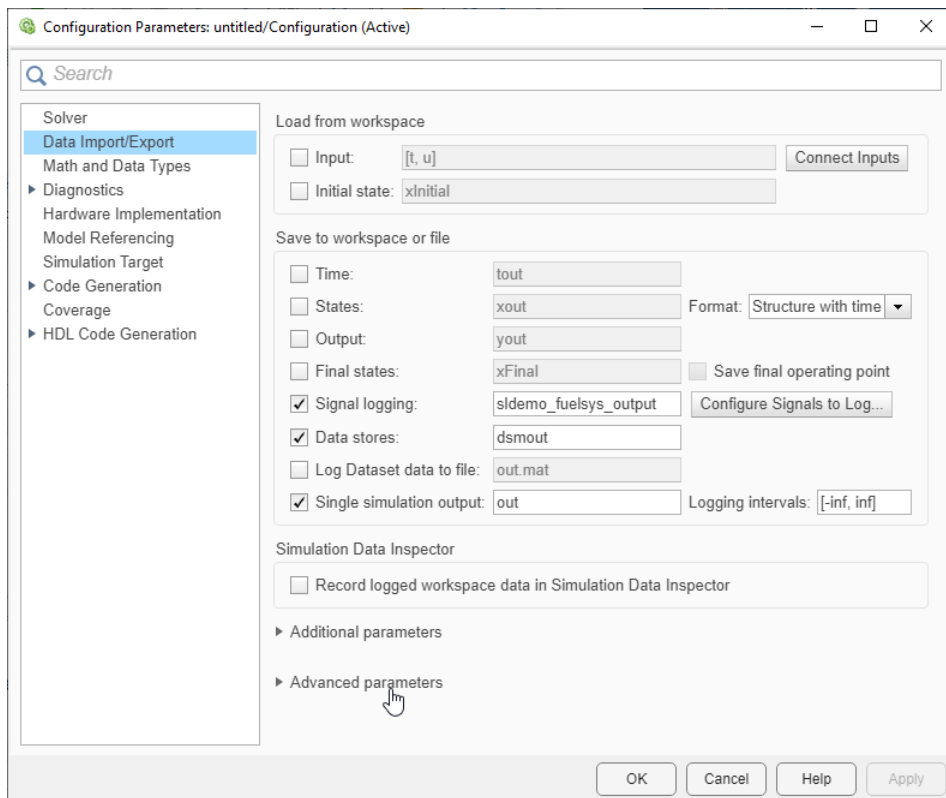 Configuration Parameters: untitled/Configuration (Active)
Search
Solver
Data Import/Export
Math and Data Types
Diagnostics
Hardware Implementation
Model Referencing
Simulation Target
Code Generation
Coverage
HDL Code Generation
Load from workspace
Input: [t, u] Connect Inputs
Initial state: xInitial
Save to workspace or file
Time: tout
States: xout Format: Structure with time
Output: yout
Final states: xFinal Save final operating point
Signal logging: sldemo_fuelsys_output Configure Signals to Log...
Data stores: dsmout
Log Dataset data to file: out.mat
Single simulation output: out Logging intervals: [-inf, inf]
Simulation Data Inspector
Record logged workspace data in Simulation Data Inspector
Additional parameters
Advanced parameters
OK Cancel Help Apply